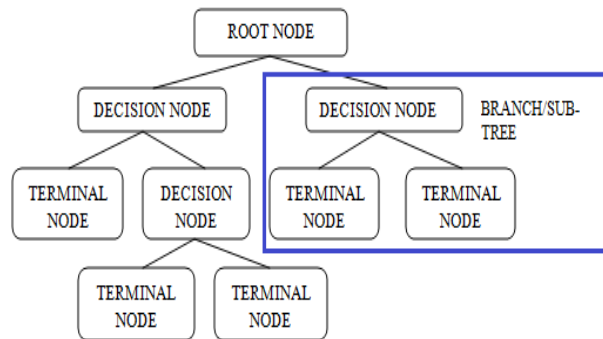 ROOT NODE
DECISION NODE
DECISION NODE
BRANCH/SUB-
TREE
TERMINAL
NODE
DECISION
NODE
TERMINAL
NODE
TERMINAL
NODE
TERMINAL
NODE
TERMINAL
NODE